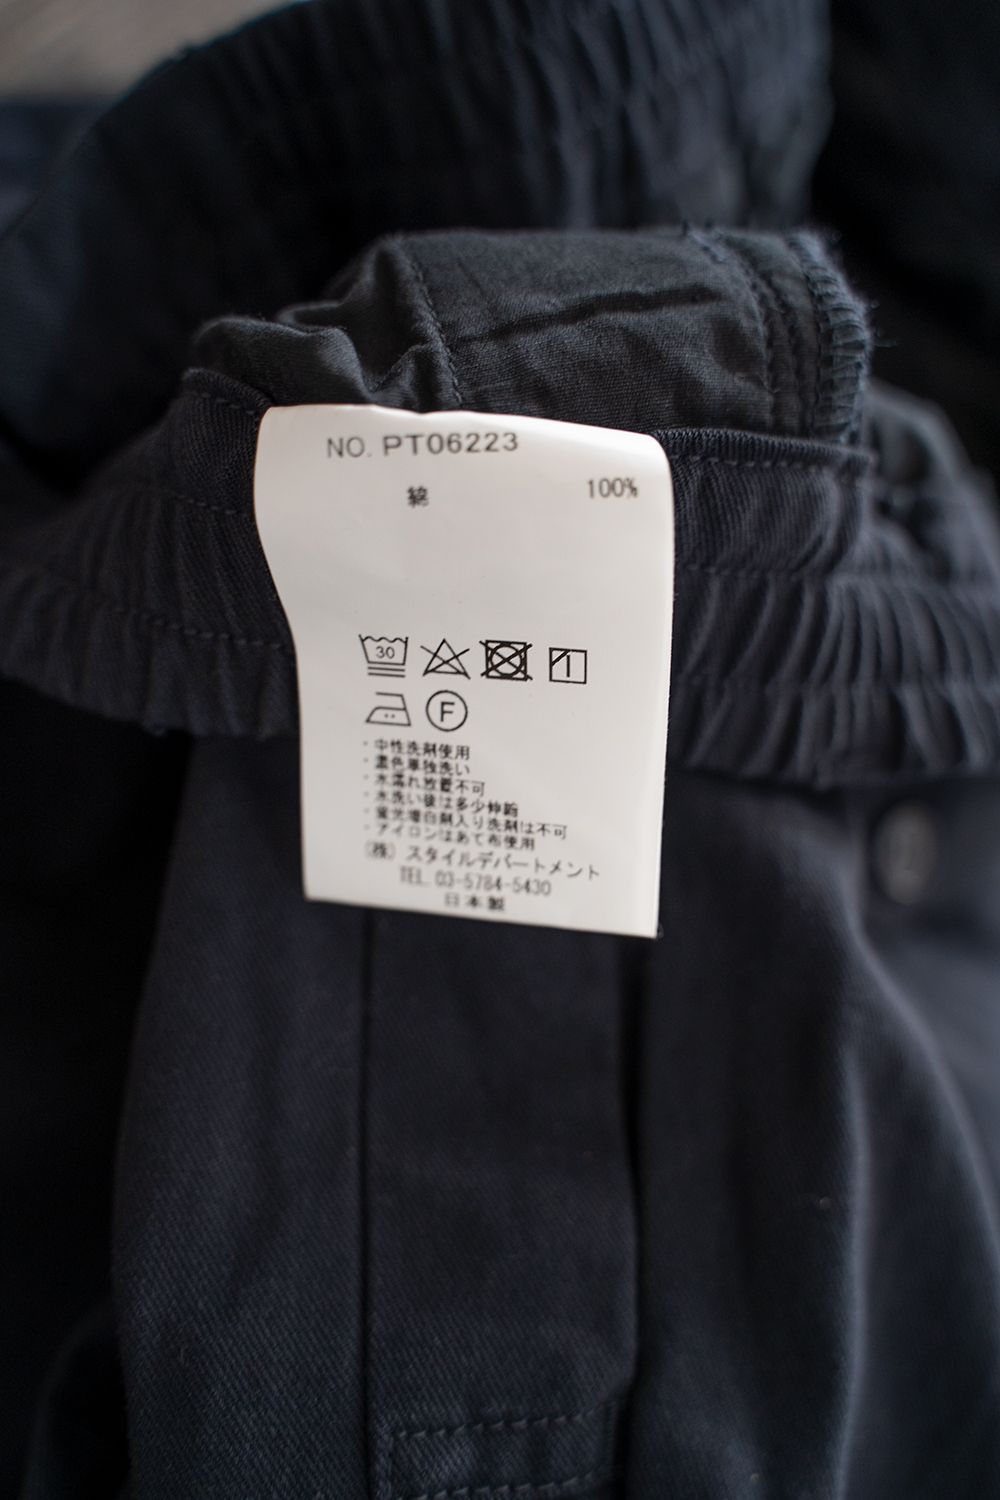 NO. PT06223
綿 100%
30
F
・中性洗剤使用
・濃色単独洗い
・水濡れ放置不可
・水洗い後は多少伸縮
・蛍光増白剤入り洗剤は不可
・アイロンはあて布使用
(株) スタイルデパートメント
TEL. 03-5784-5430
日本製